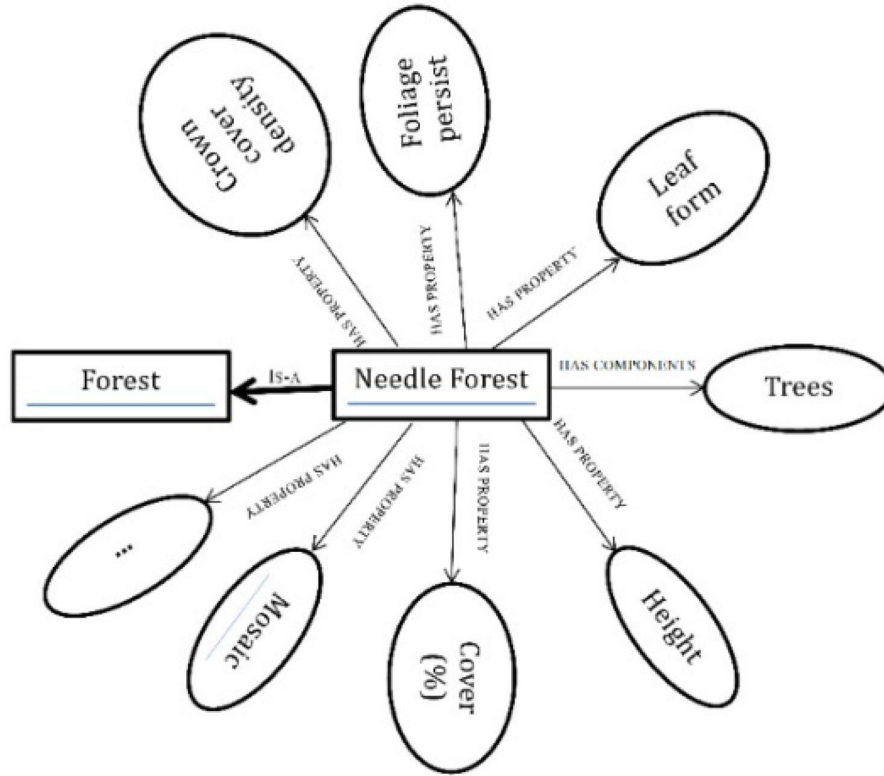 Crown
cover
density
Foliage
persist
Leaf
form
HAS PROPERTY
HAS PROPERTY
HAS PROPERTY
Forest
IS-A
Needle Forest
HAS COMPONENTS
Trees
HAS PROPERTY
HAS PROPERTY
HAS PROPERTY
HAS PROPERTY
***
Mosaic
Cover
(%)
Height